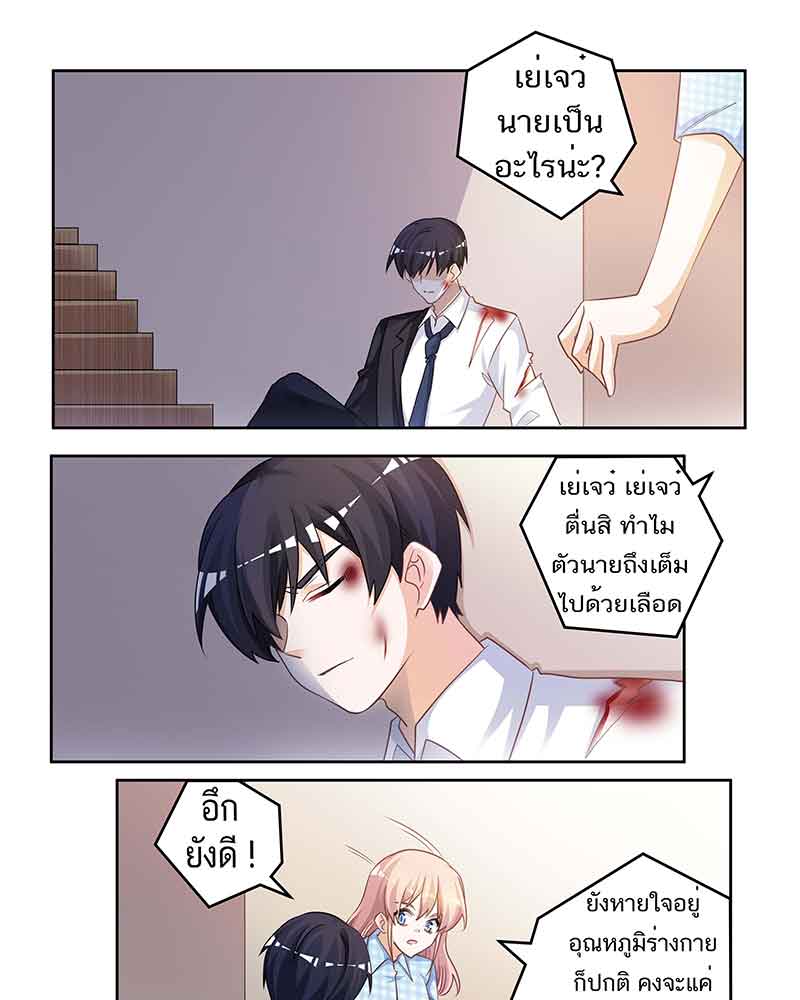 เย่เจว๋
นายเป็น
อะไรน่ะ?
เย่เจว๋ เย่เจว๋
ตื่นสิ ทำไม
ตัวนายถึงเต็ม
ไปด้วยเลือด
อึก
ยังดี !
ยังหายใจอยู่
อุณหภูมิร่างกาย
ก็ปกติ คงจะแค่